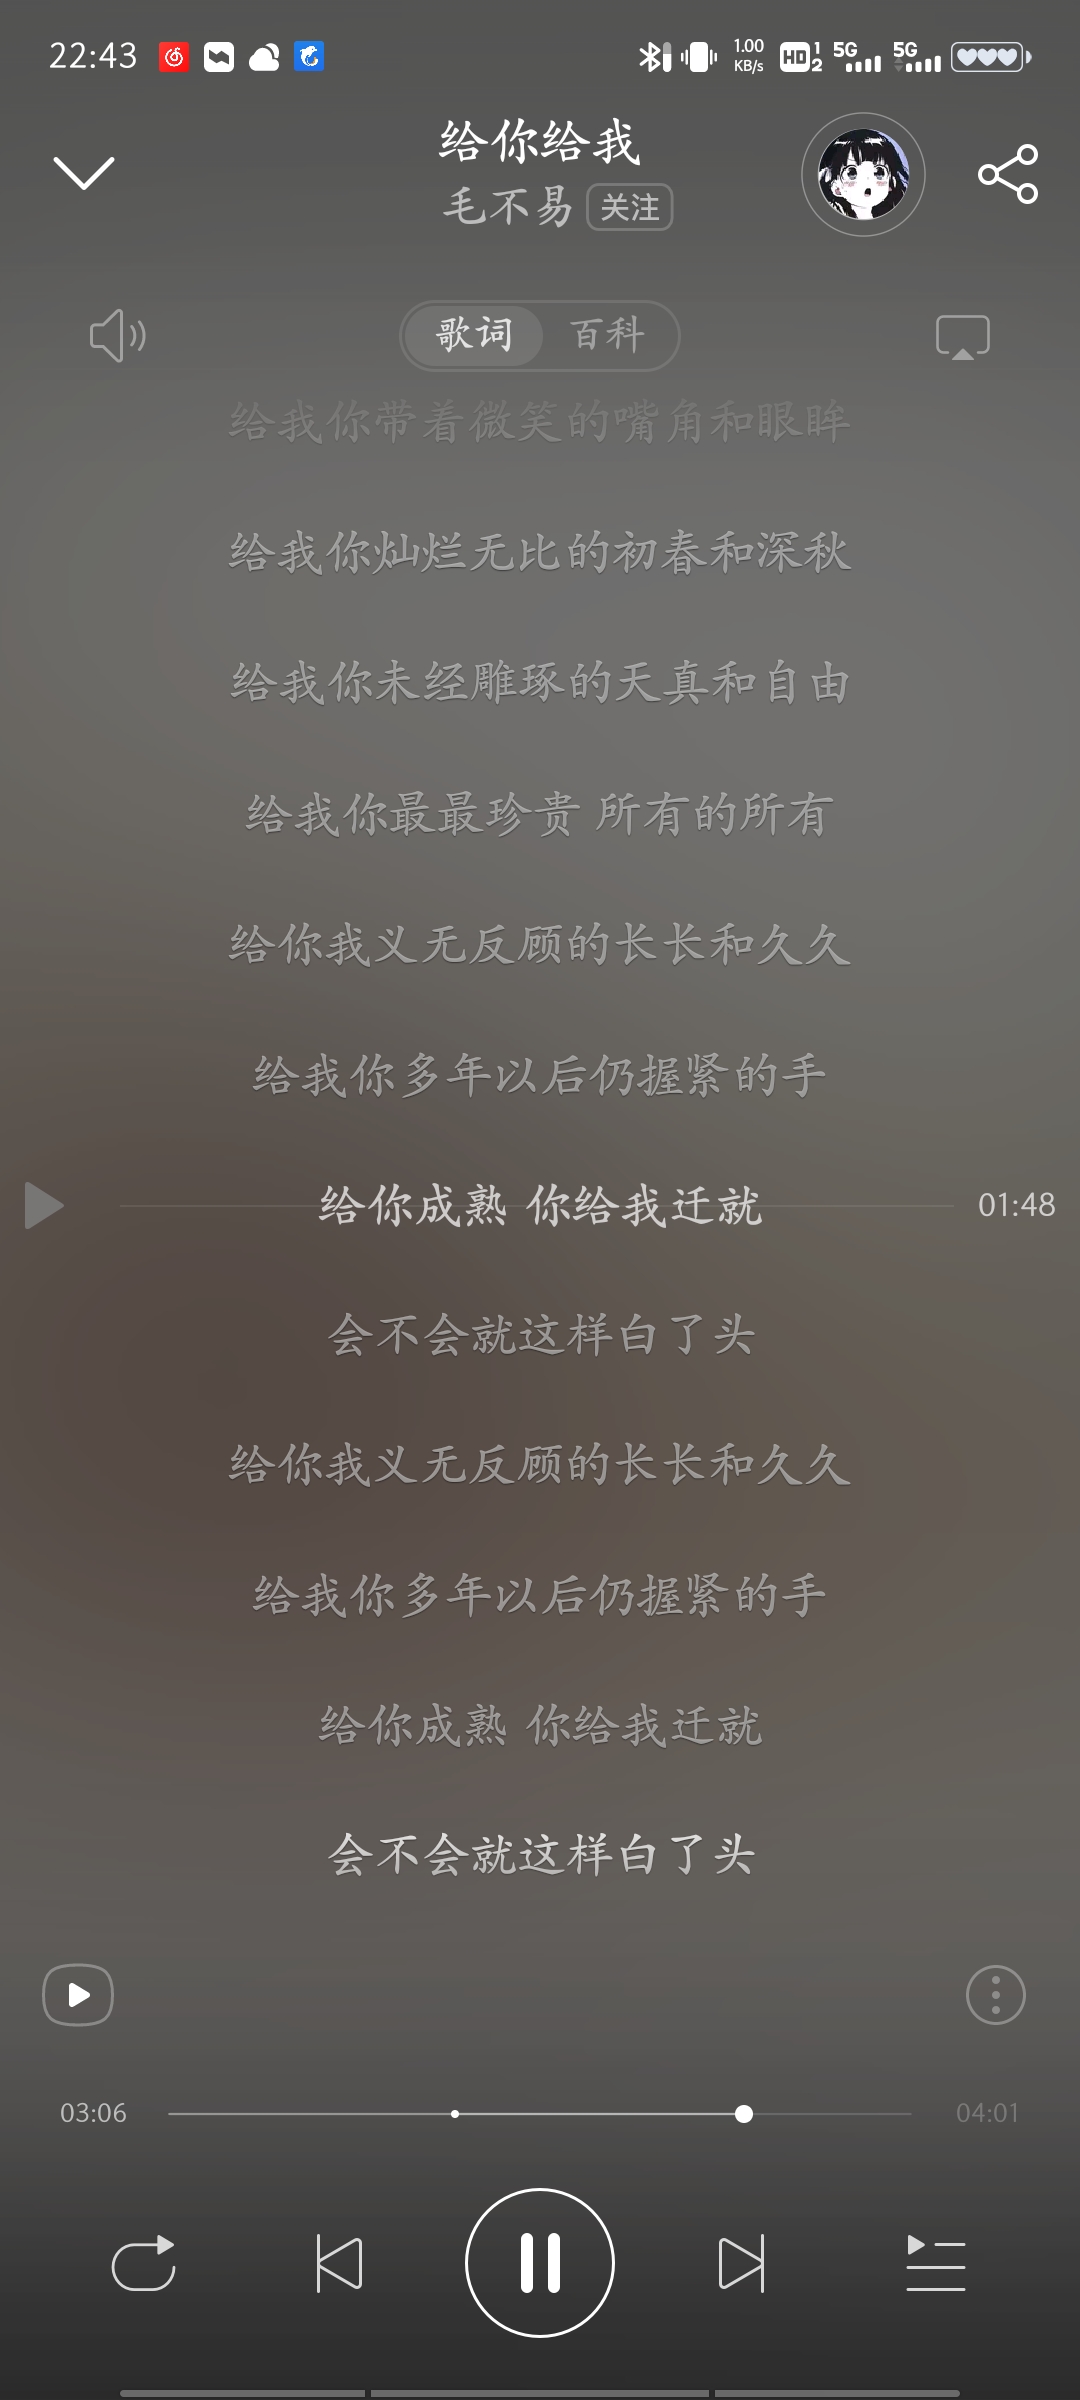 22:43
1.00
KB/s
HD 1 2
5G
5G
给你给我
毛不易 关注
歌词 百科
给我你带着微笑的嘴角和眼眸
给我你灿烂无比的初春和深秋
给我你未经雕琢的天真和自由
给我你最最珍贵 所有的所有
给你我义无反顾的长长和久久
给我你多年以后仍握紧的手
给你成熟 你给我迁就
01:48
会不会就这样白了头
给你我义无反顾的长长和久久
给我你多年以后仍握紧的手
给你成熟 你给我迁就
会不会就这样白了头
03:06
04:01